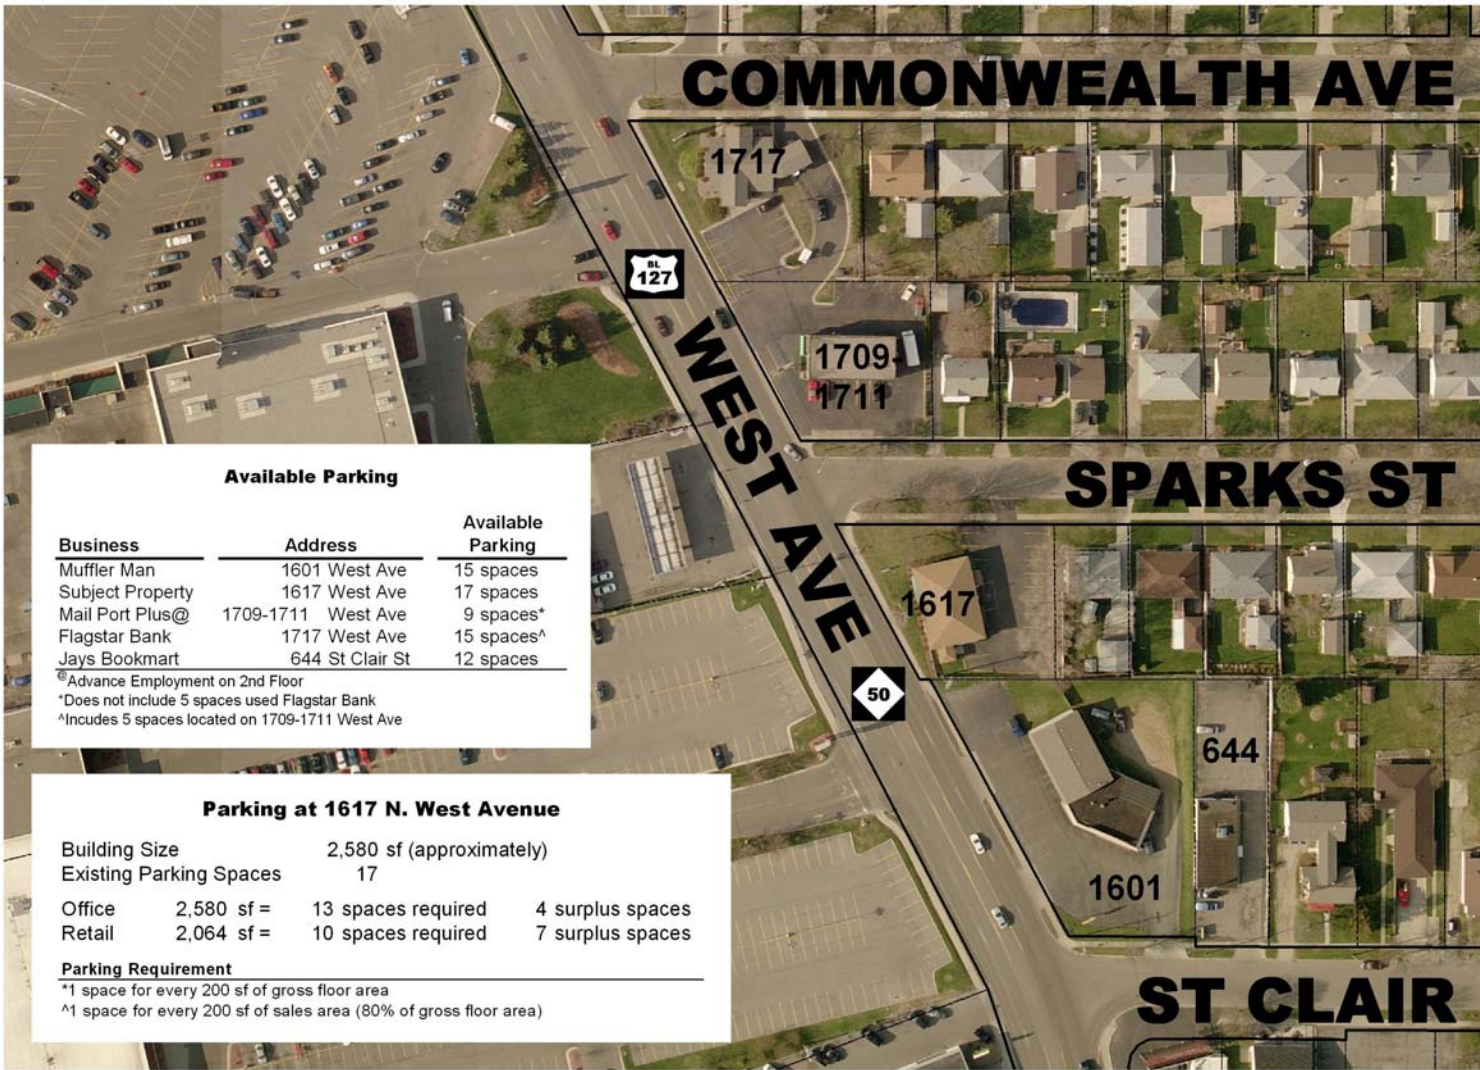 COMMONWEALTH AVE
1717
BL
127
1709-
1711
WEST AVE
SPARKS ST
1617
50
644
1601
ST CLAIR
Available Parking
Business Address Available Parking
Muffler Man 1601 West Ave 15 spaces
Subject Property 1617 West Ave 17 spaces
Mail Port Plus@ 1709-1711 West Ave 9 spaces*
Flagstar Bank 1717 West Ave 15 spaces^
Jays Bookmart 644 St Clair St 12 spaces
@Advance Employment on 2nd Floor
*Does not include 5 spaces used Flagstar Bank
^Incudes 5 spaces located on 1709-1711 West Ave
Parking at 1617 N. West Avenue
Building Size 2,580 sf (approximately)
Existing Parking Spaces 17
Office 2,580 sf = 13 spaces required 4 surplus spaces
Retail 2,064 sf = 10 spaces required 7 surplus spaces
Parking Requirement
*1 space for every 200 sf of gross floor area
^1 space for every 200 sf of sales area (80% of gross floor area)